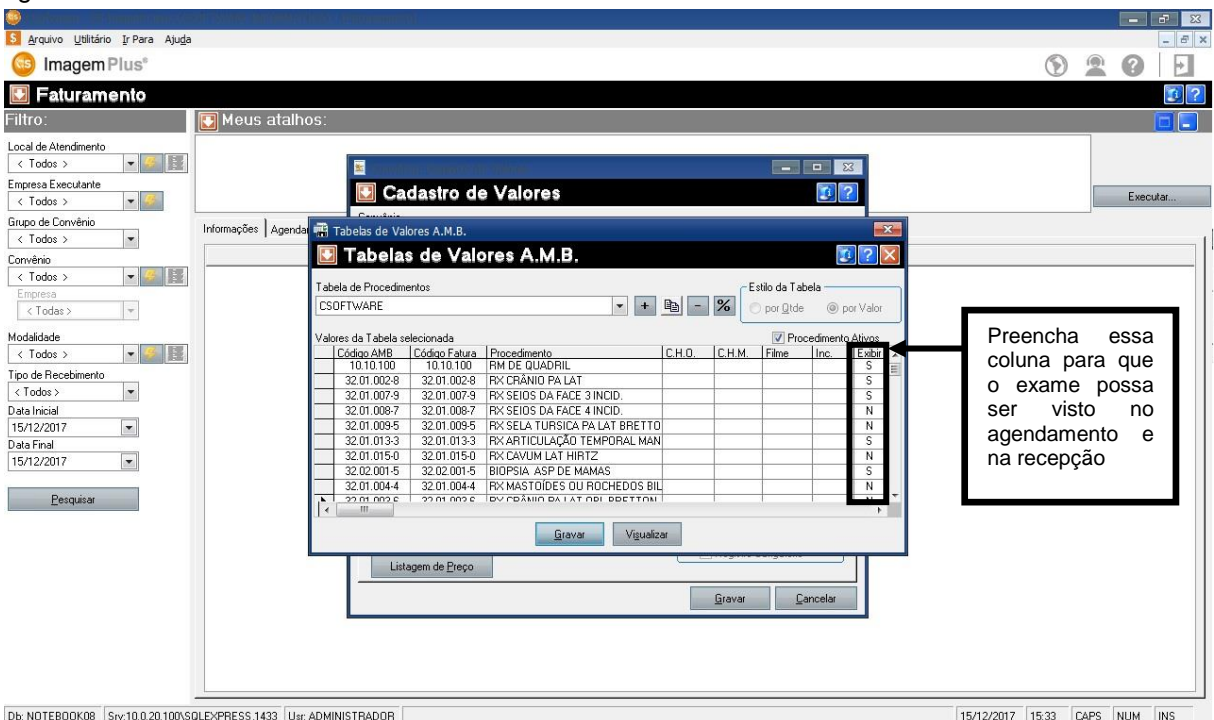 Arquivo Utilitário Ir Para Ajuda
ImagemPlus®
Faturamento
Filtro:
Meus atalhos:
Local de Atendimento
< Todos >
Empresa Executante
< Todos >
Grupo de Convênio
< Todos >
Convênio
< Todos >
Empresa
< Todas >
Modalidade
< Todos >
Tipo de Recebimento
< Todos >
Data Inicial
15/12/2017
Data Final
15/12/2017
Pesquisar
Executar...
Informações
Cadastro de Valores
Tabelas de Valores A.M.B.
Tabelas de Valores A.M.B.
Tabela de Procedimentos
CSOFTWARE
Estilo da Tabela
por Qtde por Valor
Valores da Tabela selecionada
Procedimento Ativos
Código AMB Código Fatura Procedimento C.H.O. C.H.M. Filme Inc. Exibir
10.10.100 10.10.100 RM DE QUADRIL S
32.01.002-8 32.01.002-8 RX CRÂNIO PA LAT S
32.01.007-9 32.01.007-9 RX SEIOS DA FACE 3 INCID. S
32.01.008-7 32.01.008-7 RX SEIOS DA FACE 4 INCID. N
32.01.009-5 32.01.009-5 RX SELA TURSICA PA LAT BRETTO N
32.01.013-3 32.01.013-3 RX ARTICULAÇÃO TEMPORAL MAN S
32.01.015-0 32.01.015-0 RX CAVUM LAT HIRTZ N
32.02.001-5 32.02.001-5 BIOPSIA ASP DE MAMAS S
32.01.004-4 32.01.004-4 RX MASTOÍDES OU ROCHEDOS BIL N
Gravar Visualizar
Listagem de Preço
Gravar Cancelar
Preencha essa
coluna para que
o exame possa
ser visto no
agendamento e
na recepção
Db: NOTEBOOK08 Srv:10.0.20.100\SQLEXPRESS,1433 Usr: ADMINISTRADOR 15/12/2017 15:33 CAPS NUM INS